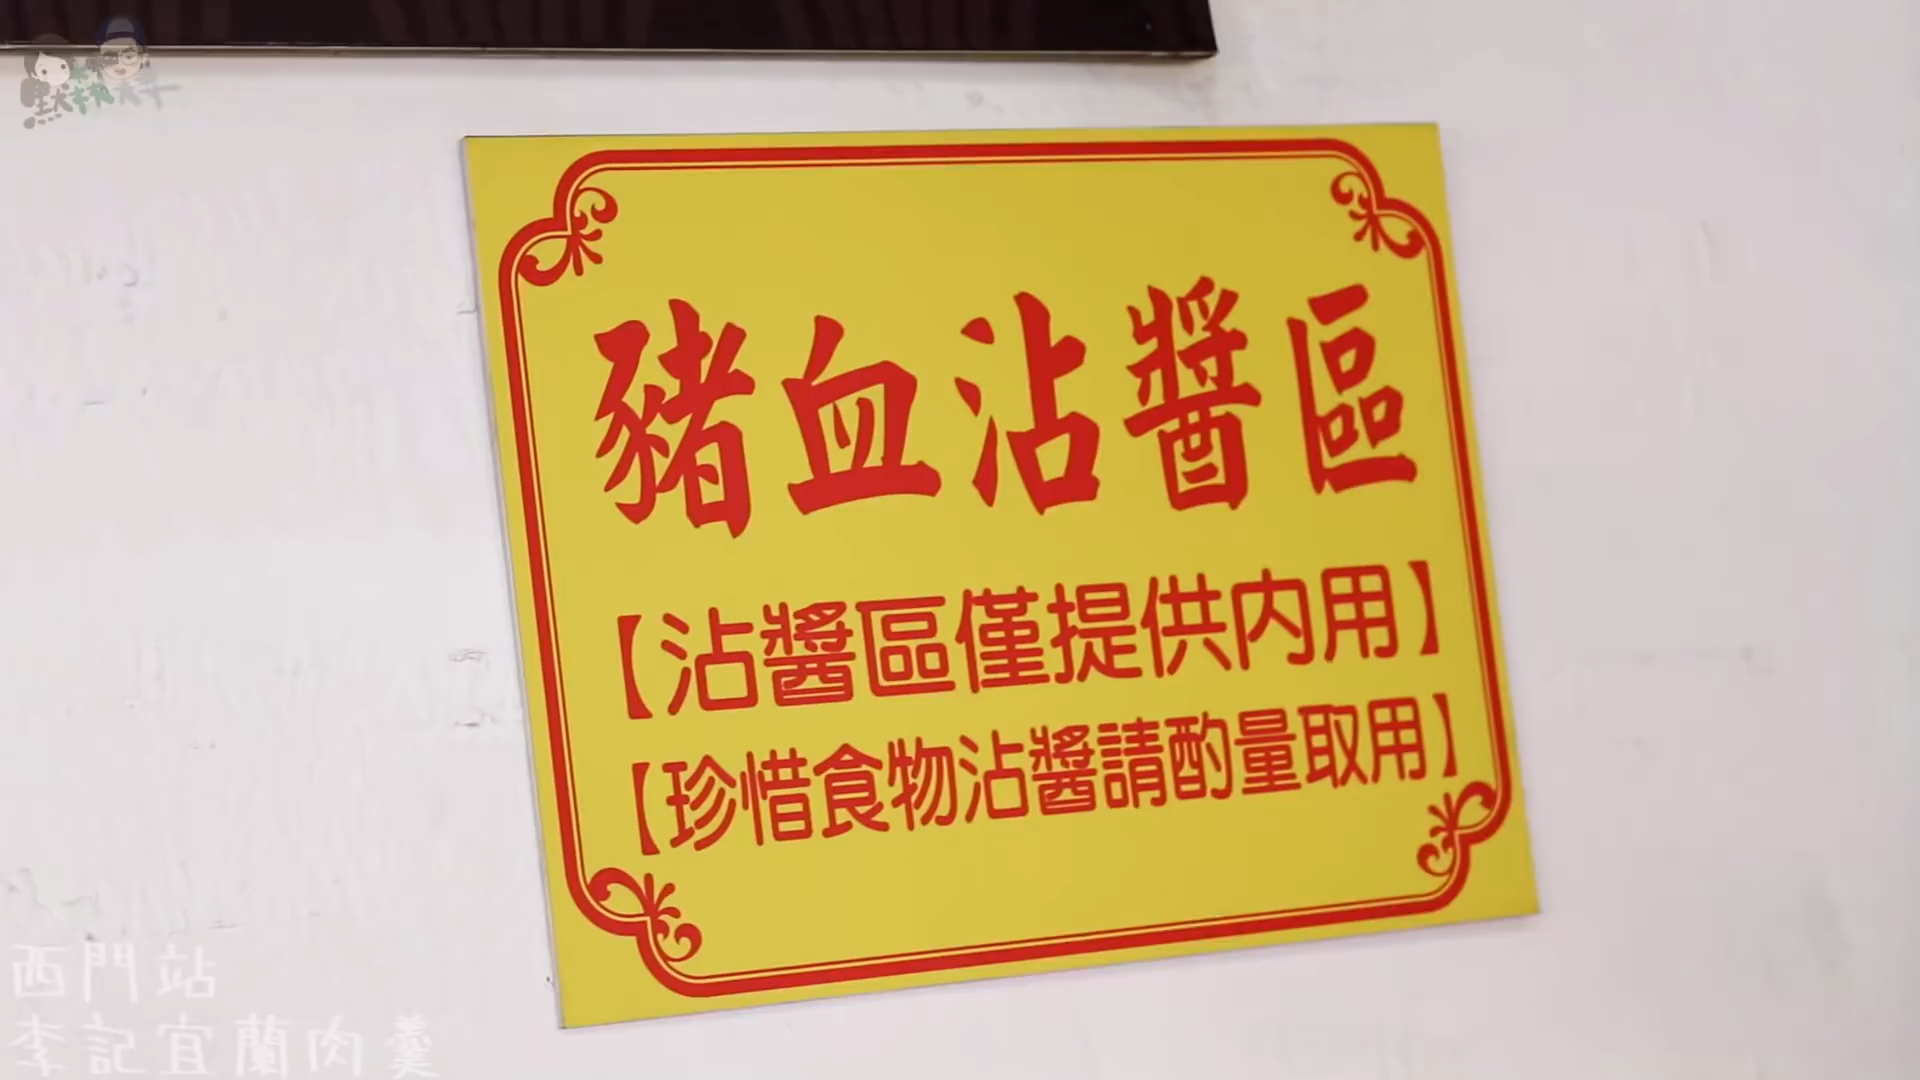 豬血沾醬區
【沾醬區僅提供內用】
【珍惜食物沾醬請酌量取用】
西門站
李記宜蘭肉羹